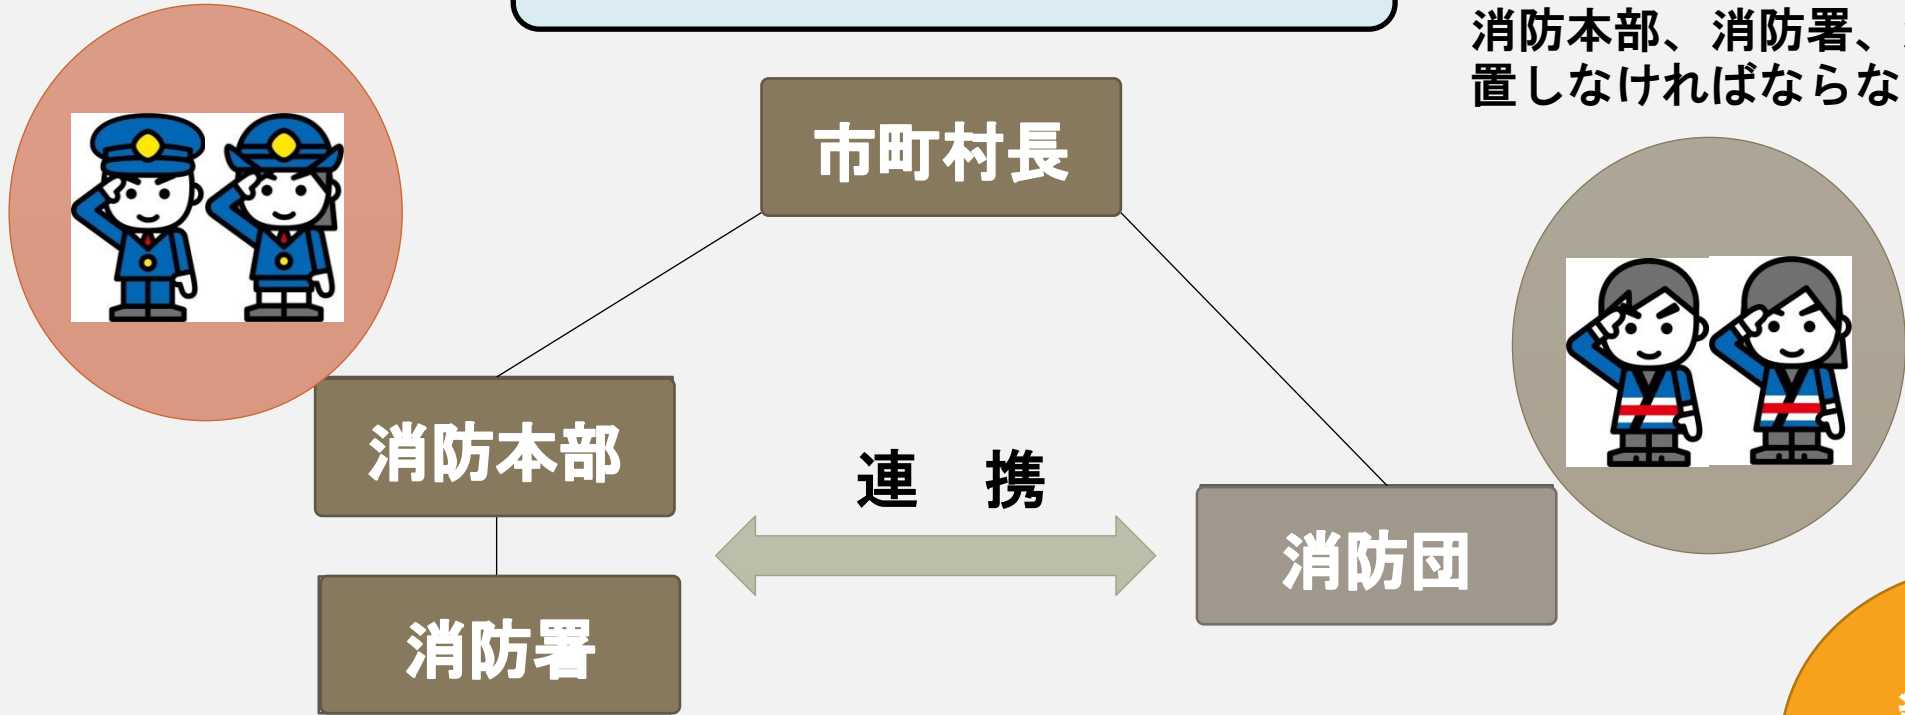 消防本部、消防署、
置しなければならな
市町村長
消防本部
連　携
消防団
消防署